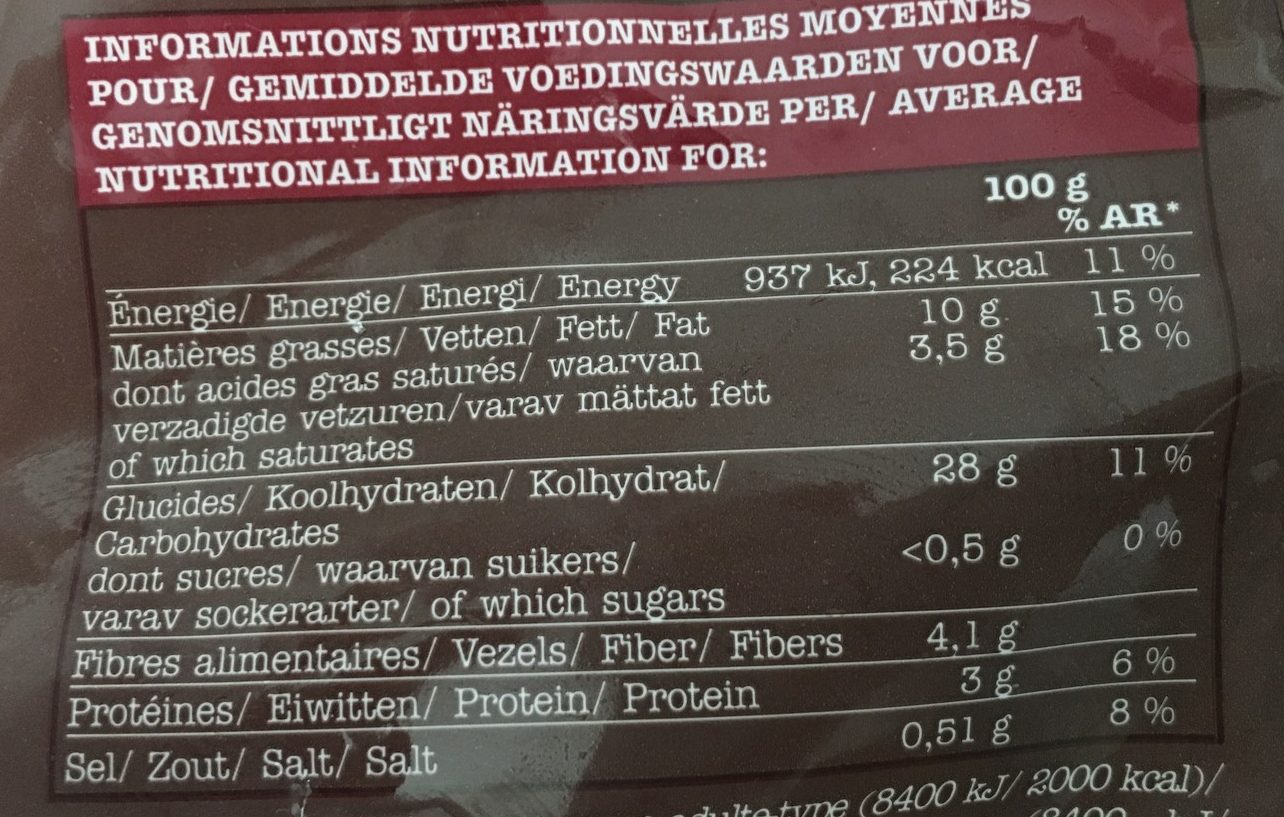 INFORMATIONS NUTRITIONNELLES MOYENNES
POUR/ GEMIDDELDE VOEDINGSWAARDEN VOOR/
GENOMSNITTLIGT NÄRINGSVÄRDE PER/ AVERAGE
NUTRITIONAL INFORMATION FOR:
100 g
% AR*
Énergie/ Energie/ Energi/ Energy 937 kJ, 224 kcal 11 %
Matières grasses/ Vetten/ Fett/ Fat 10 g 15 %
dont acides gras saturés/ waarvan 3,5 g 18 %
verzadigde vetzuren/varav mättat fett
of which saturates
Glucides/ Koolhydraten/ Kolhydrat/ 28 g 11 %
Carbohydrates
dont sucres/ waarvan suikers/ <0,5 g 0 %
varav sockerarter/ of which sugars
Fibres alimentaires/ Vezels/ Fiber/ Fibers 4,1 g
Protéines/ Eiwitten/ Protein/ Protein 3 g 6 %
Sel/ Zout/ Salt/ Salt 0,51 g 8 %
(8400 kJ/ 2000 kcal)/